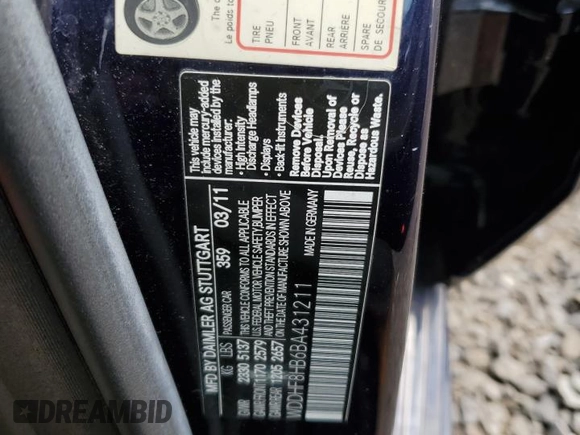 The c
Le poids to
TIRE
PNEU
FRONT
AVANT
REAR
ARRIERE
SPARE
DE SECOURS
MFD BY DAIMLER AG STUTTGART
PASSENGER CAR 359 03/11
KG LBS
GVWR 2330 5137 THIS VEHICLE CONFORMS TO ALL APPLICABLE
GAWR-FRONT 1170 2579 U.S. FEDERAL MOTOR VEHICLE SAFETY, BUMPER
GAWR-REAR 1205 2657 AND THEFT PREVENTION STANDARDS IN EFFECT
ON THE DATE OF MANUFACTURE SHOWN ABOVE
WDDHF8HB6BA431211 MADE IN GERMANY
This vehicle may
include mercury-added
devices installed by the
manufacturer:
• High Intensity
Discharge Headlamps
• Displays
• Back-lit Instruments
Remove Devices
Before Vehicle
Disposal.
Upon Removal of
Devices Please
Reuse, Recycle or
Dispose as
Hazardous Waste.
DREAMBID